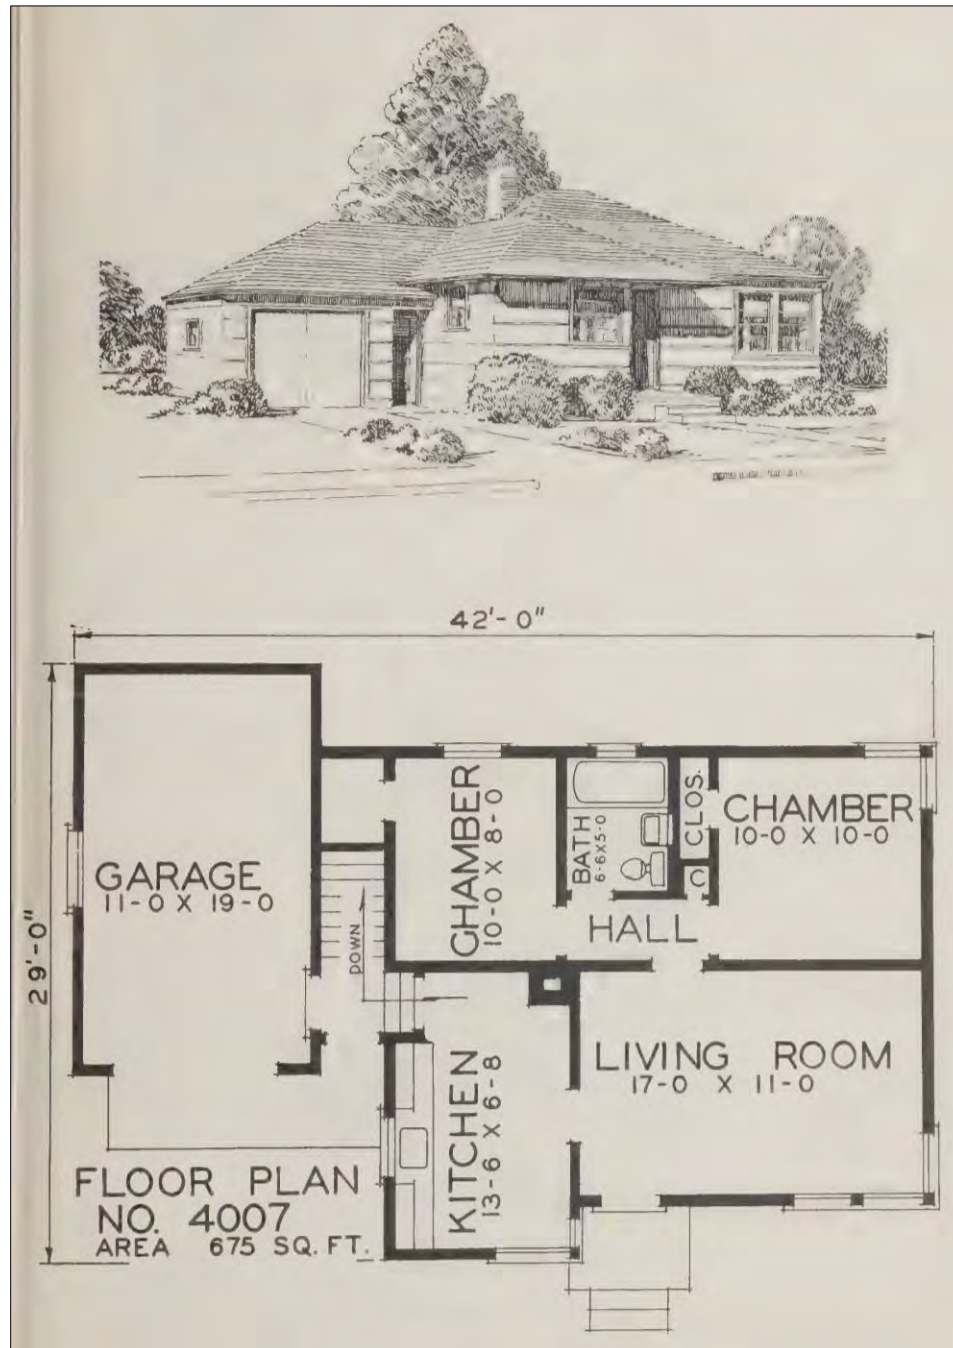 42'-0"
29'-0"
GARAGE
11-0 X 19-0
CHAMBER
10-0 X 8-0
BATH
6-6X5-0
CLOS.
CHAMBER
10-0 X 10-0
C
HALL
DOWN
KITCHEN
13-6 X 6-8
LIVING ROOM
17-0 X 11-0
FLOOR PLAN
NO. 4007
AREA 675 SQ. FT.